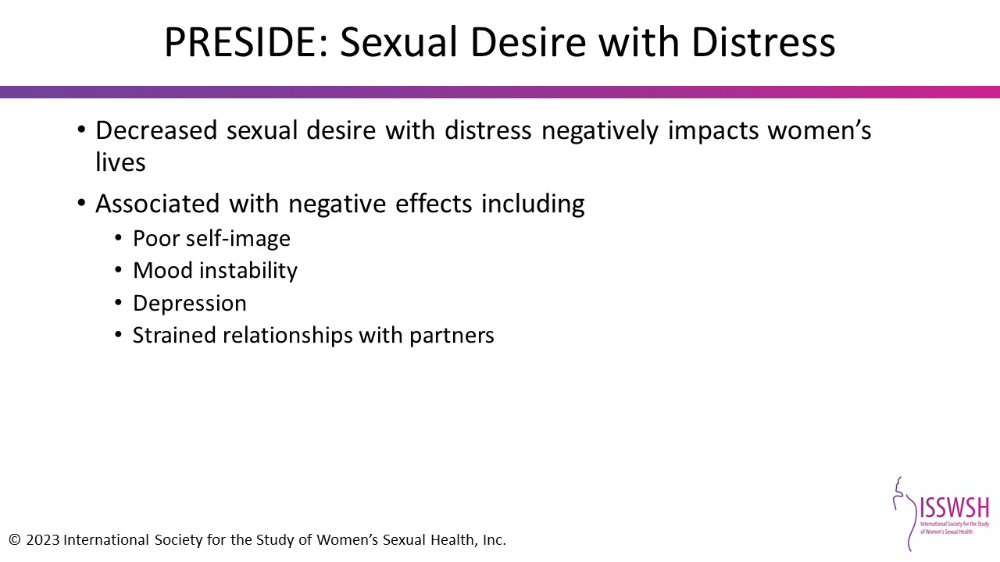 PRESIDE: Sexual Desire with Distress
• Decreased sexual desire with distress negatively impacts women’s
lives
• Associated with negative effects including
• Poor self-image
• Mood instability
• Depression
• Strained relationships with partners
ISSWSH
International Society for the Study
of Women's Sexual Health
© 2023 International Society for the Study of Women’s Sexual Health, Inc.